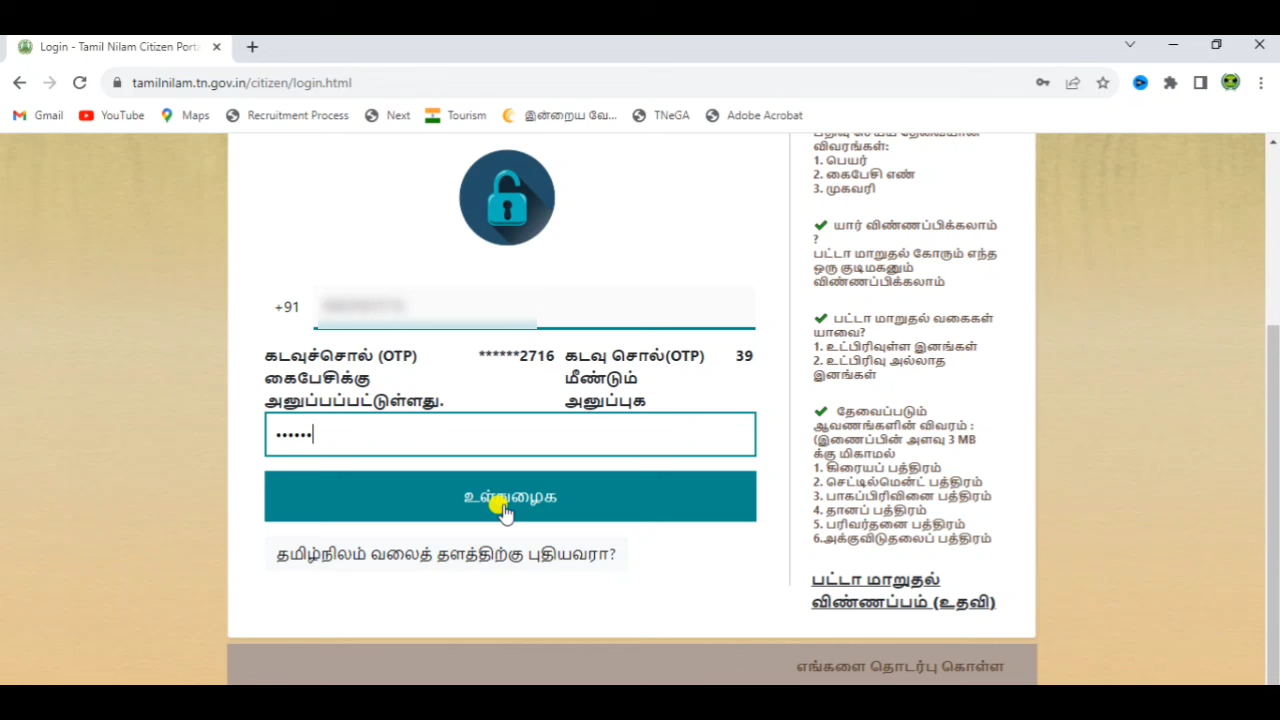 Login - Tamil Nilam Citizen Porta
tamilnilam.tn.gov.in/citizen/login.html
Gmail YouTube Maps Recruitment Process Next Tourism இன்றைய வே... TNeGA Adobe Acrobat
+91
கடவுச்சொல் (OTP) கைபேசிக்கு அனுப்பப்பட்டுள்ளது.
******2716
கடவு சொல்(OTP) மீண்டும் அனுப்புக
39
••••••
உள்நுழைக
தமிழ்நிலம் வலைத் தளத்திற்கு புதியவரா?
பதிவு செய்ய தேவையான
விவரங்கள்:
1. பெயர்
2. கைபேசி எண்
3. முகவரி
யார் விண்ணப்பிக்கலாம்
?
பட்டா மாறுதல் கோரும் எந்த
ஒரு குடிமகனும்
விண்ணப்பிக்கலாம்
பட்டா மாறுதல் வகைகள்
யாவை?
1. உட்பிரிவுள்ள இனங்கள்
2. உட்பிரிவு அல்லாத
இனங்கள்
தேவைப்படும்
ஆவணங்களின் விவரம் :
(இணைப்பின் அளவு 3 MB
க்கு மிகாமல்
1. கிரையப் பத்திரம்
2. செட்டில்மென்ட் பத்திரம்
3. பாகப்பிரிவினை பத்திரம்
4. தானப் பத்திரம்
5. பரிவர்தனை பத்திரம்
6.அக்குவிடுதலைப் பத்திரம்
பட்டா மாறுதல்
விண்ணப்பம் (உதவி)
எங்களை தொடர்பு கொள்ள